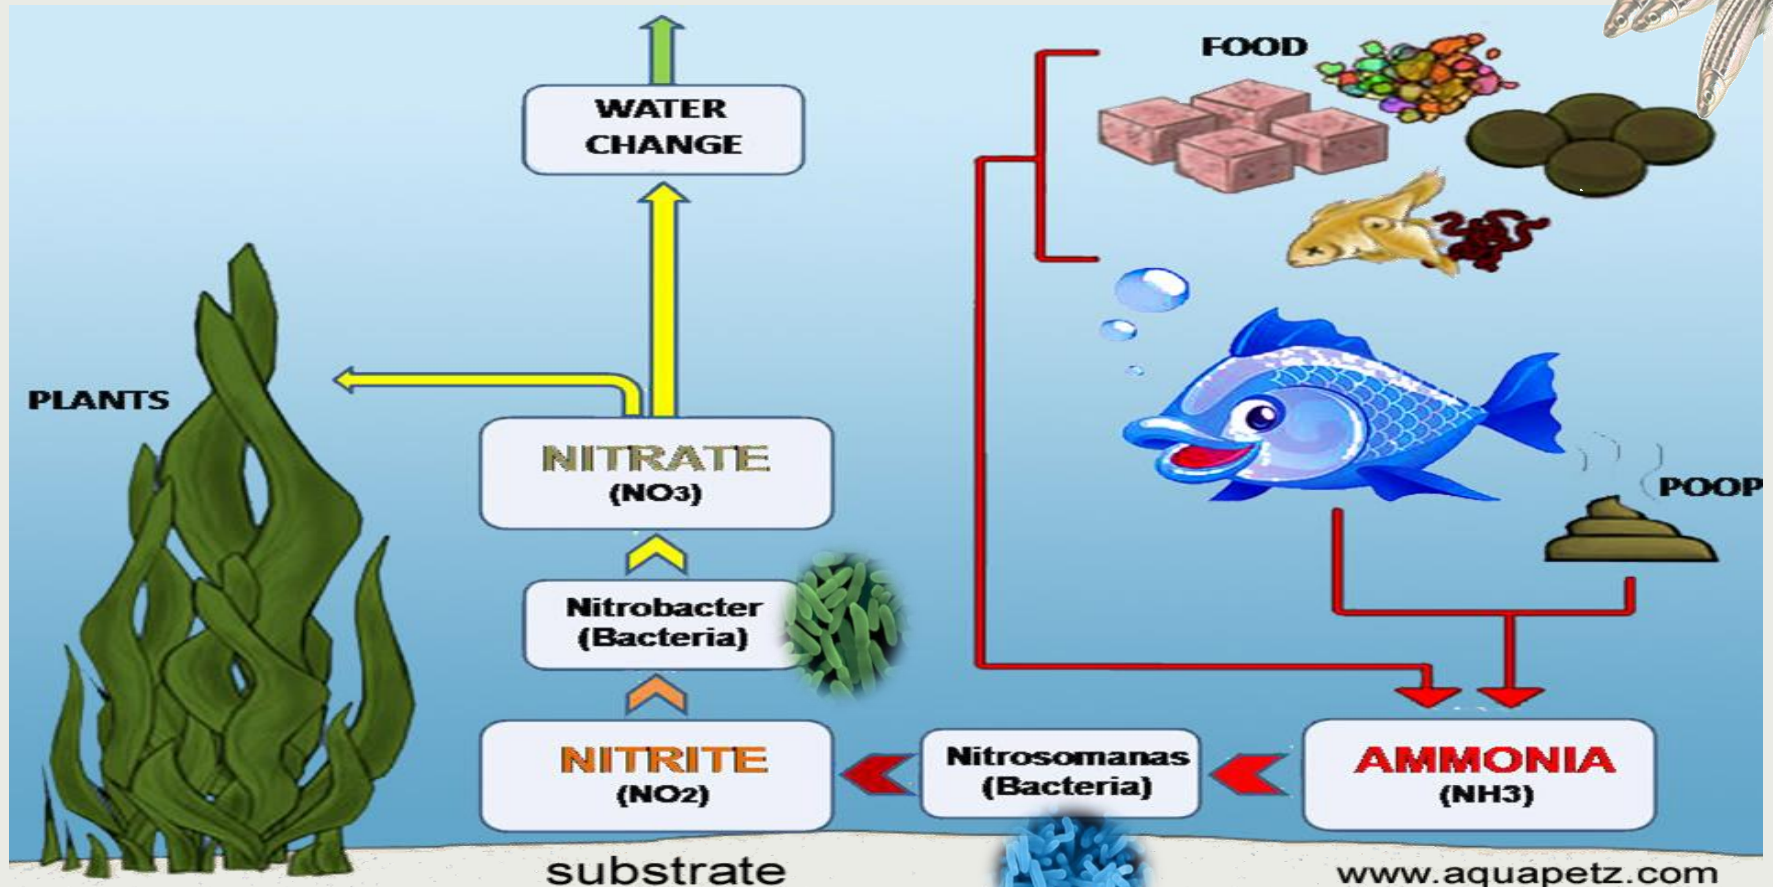 WATER
CHANGE
FOOD
PLANTS
NITRATE
(NO3)
POOP
Nitrobacter
(Bacteria)
NITRITE
(NO2)
Nitrosomanas
(Bacteria)
AMMONIA
(NH3)
substrate
www.aquapetz.com